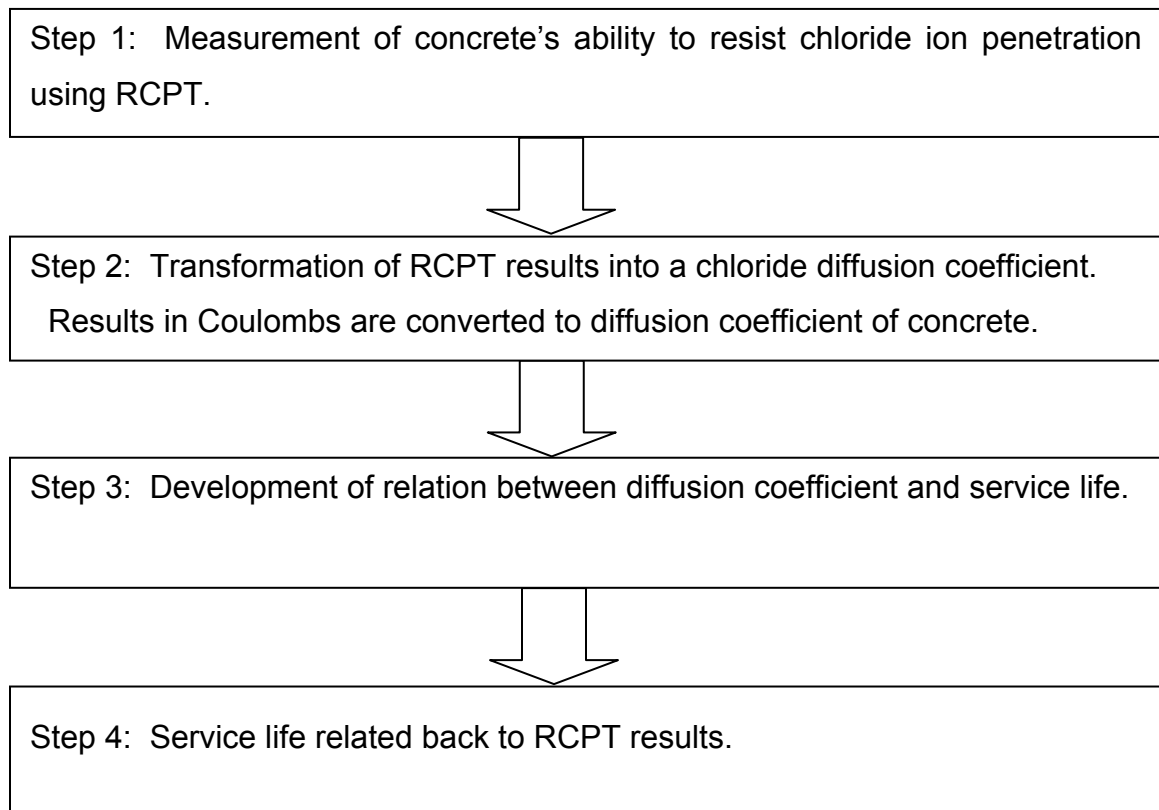 Step 1: Measurement of concrete’s ability to resist chloride ion penetration
using RCPT.
Step 2: Transformation of RCPT results into a chloride diffusion coefficient.
Results in Coulombs are converted to diffusion coefficient of concrete.
Step 3: Development of relation between diffusion coefficient and service life.
Step 4: Service life related back to RCPT results.